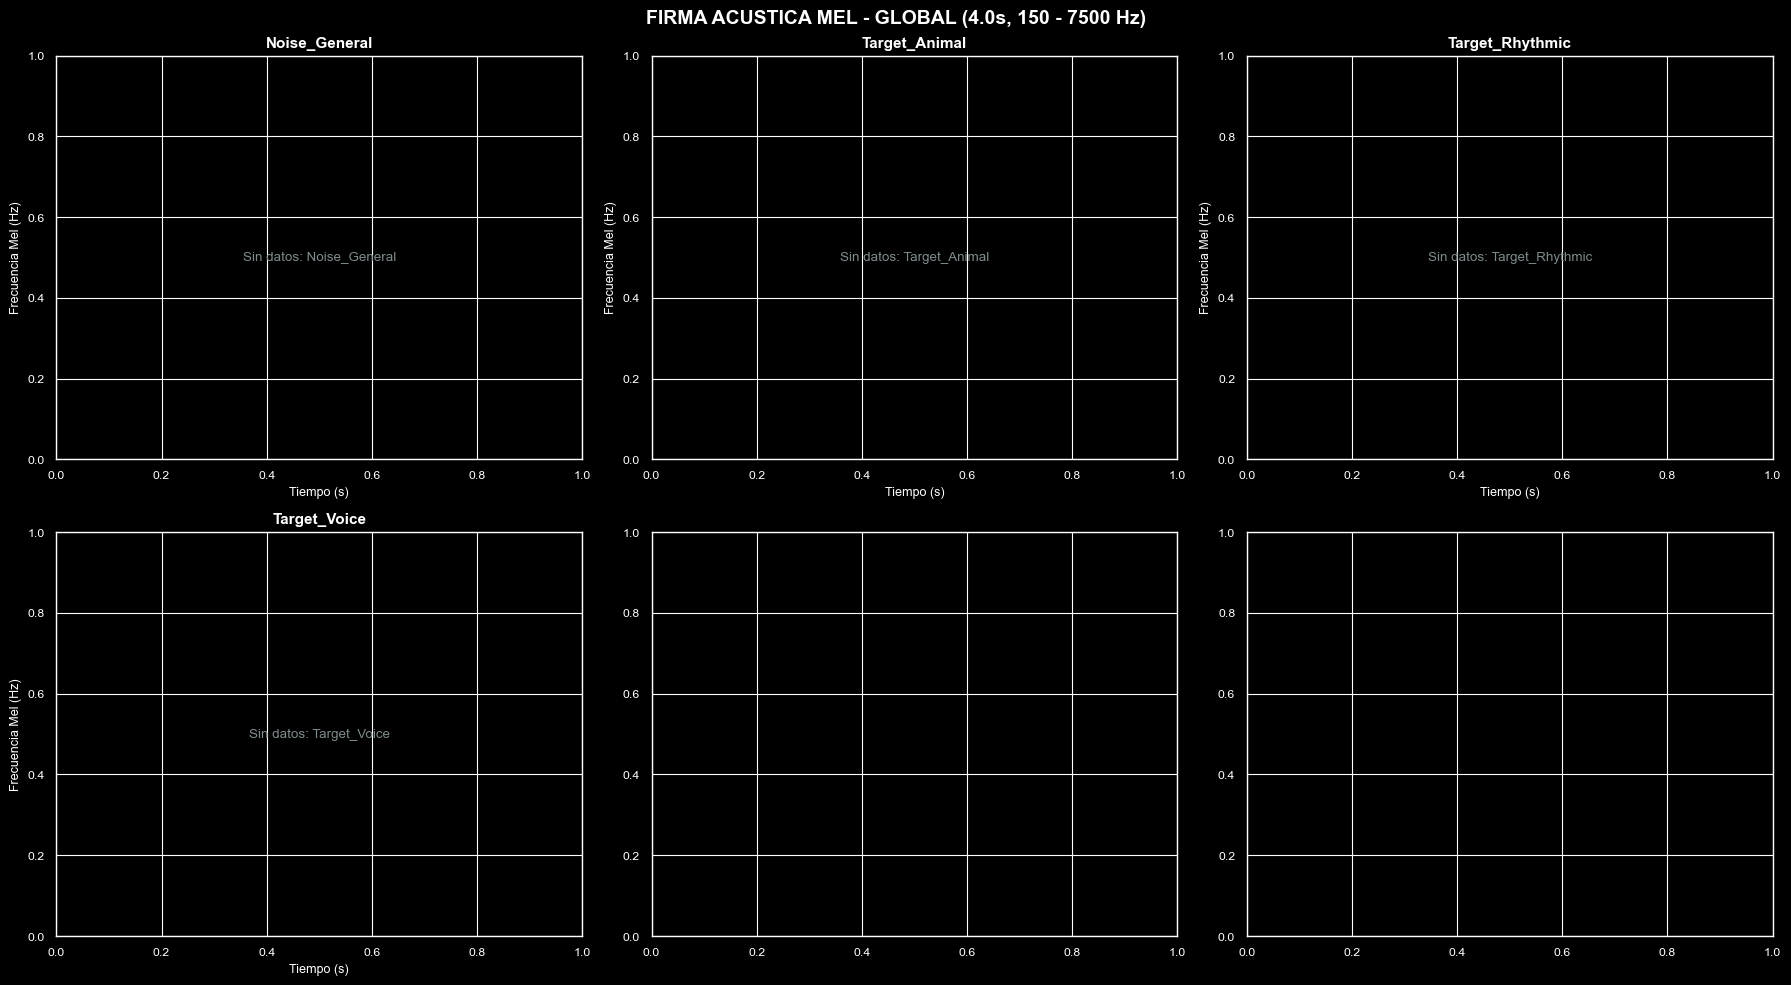 FIRMA ACUSTICA MEL - GLOBAL (4.0s, 150 - 7500 Hz)
Noise_General
1.0
0.8
0.6
0.4
0.2
0.0
Frecuencia Mel (Hz)
Sin datos: Noise_General
0.0 0.2 0.4 0.6 0.8 1.0
Tiempo (s)
Target_Animal
1.0
0.8
0.6
0.4
0.2
0.0
Frecuencia Mel (Hz)
Sin datos: Target_Animal
0.0 0.2 0.4 0.6 0.8 1.0
Tiempo (s)
Target_Rhythmic
1.0
0.8
0.6
0.4
0.2
0.0
Frecuencia Mel (Hz)
Sin datos: Target_Rhythmic
0.0 0.2 0.4 0.6 0.8 1.0
Tiempo (s)
Target_Voice
1.0
0.8
0.6
0.4
0.2
0.0
Frecuencia Mel (Hz)
Sin datos: Target_Voice
0.0 0.2 0.4 0.6 0.8 1.0
Tiempo (s)
1.0
0.8
0.6
0.4
0.2
0.0
0.0 0.2 0.4 0.6 0.8 1.0
1.0
0.8
0.6
0.4
0.2
0.0
0.0 0.2 0.4 0.6 0.8 1.0